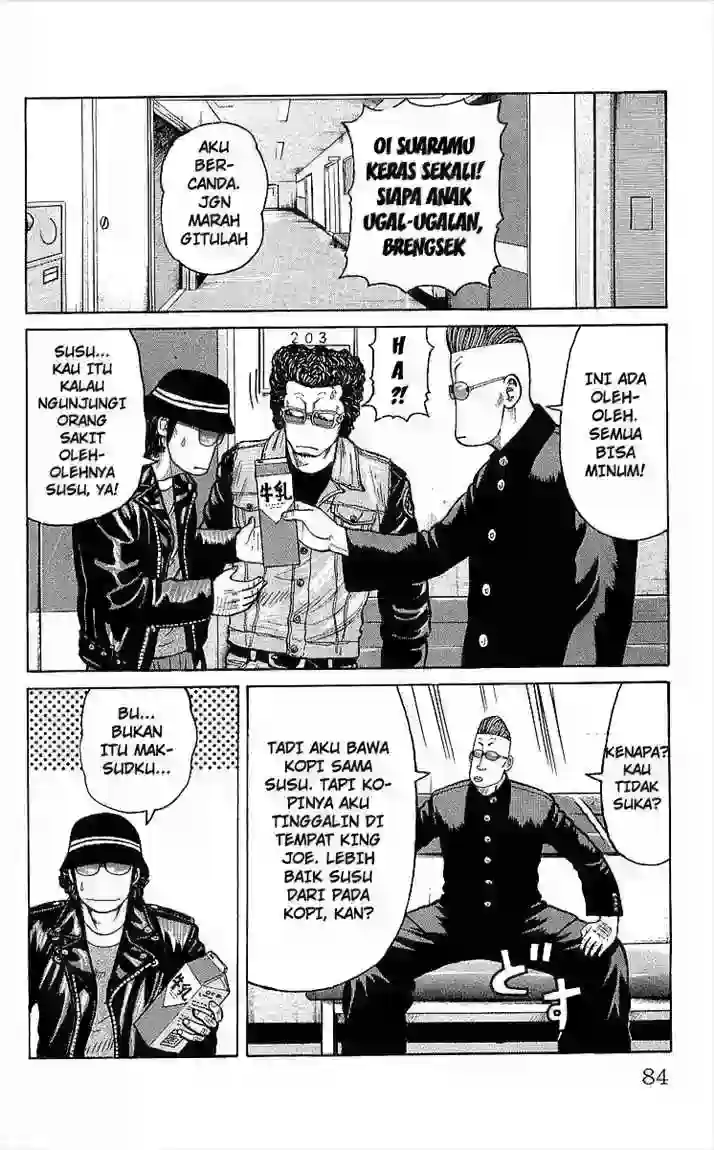 OI SUARAMU
KERAS SEKALI!
SIAPA ANAK
UGAL-UGALAN,
BRENGSEK
AKU
BER-
CANDA.
JGN
MARAH
GITULAH
INI ADA
OLEH-
OLEH.
SEMUA
BISA
MINUM!
HA?!
203
牛乳
SUSU...
KAU ITU
KALAU
NGUNJUNGI
ORANG
SAKIT
OLEH-
OLEHNYA
SUSU, YA!
KENAPA?
KAU
TIDAK
SUKA?
TADI AKU BAWA
KOPI SAMA
SUSU. TAPI KO-
PINYA AKU
TINGGALIN DI
TEMPAT KING
JOE. LEBIH
BAIK SUSU
DARI PADA
KOPI, KAN?
どす
BU...
BUKAN
ITU MAK-
SUDKU...
牛乳
84